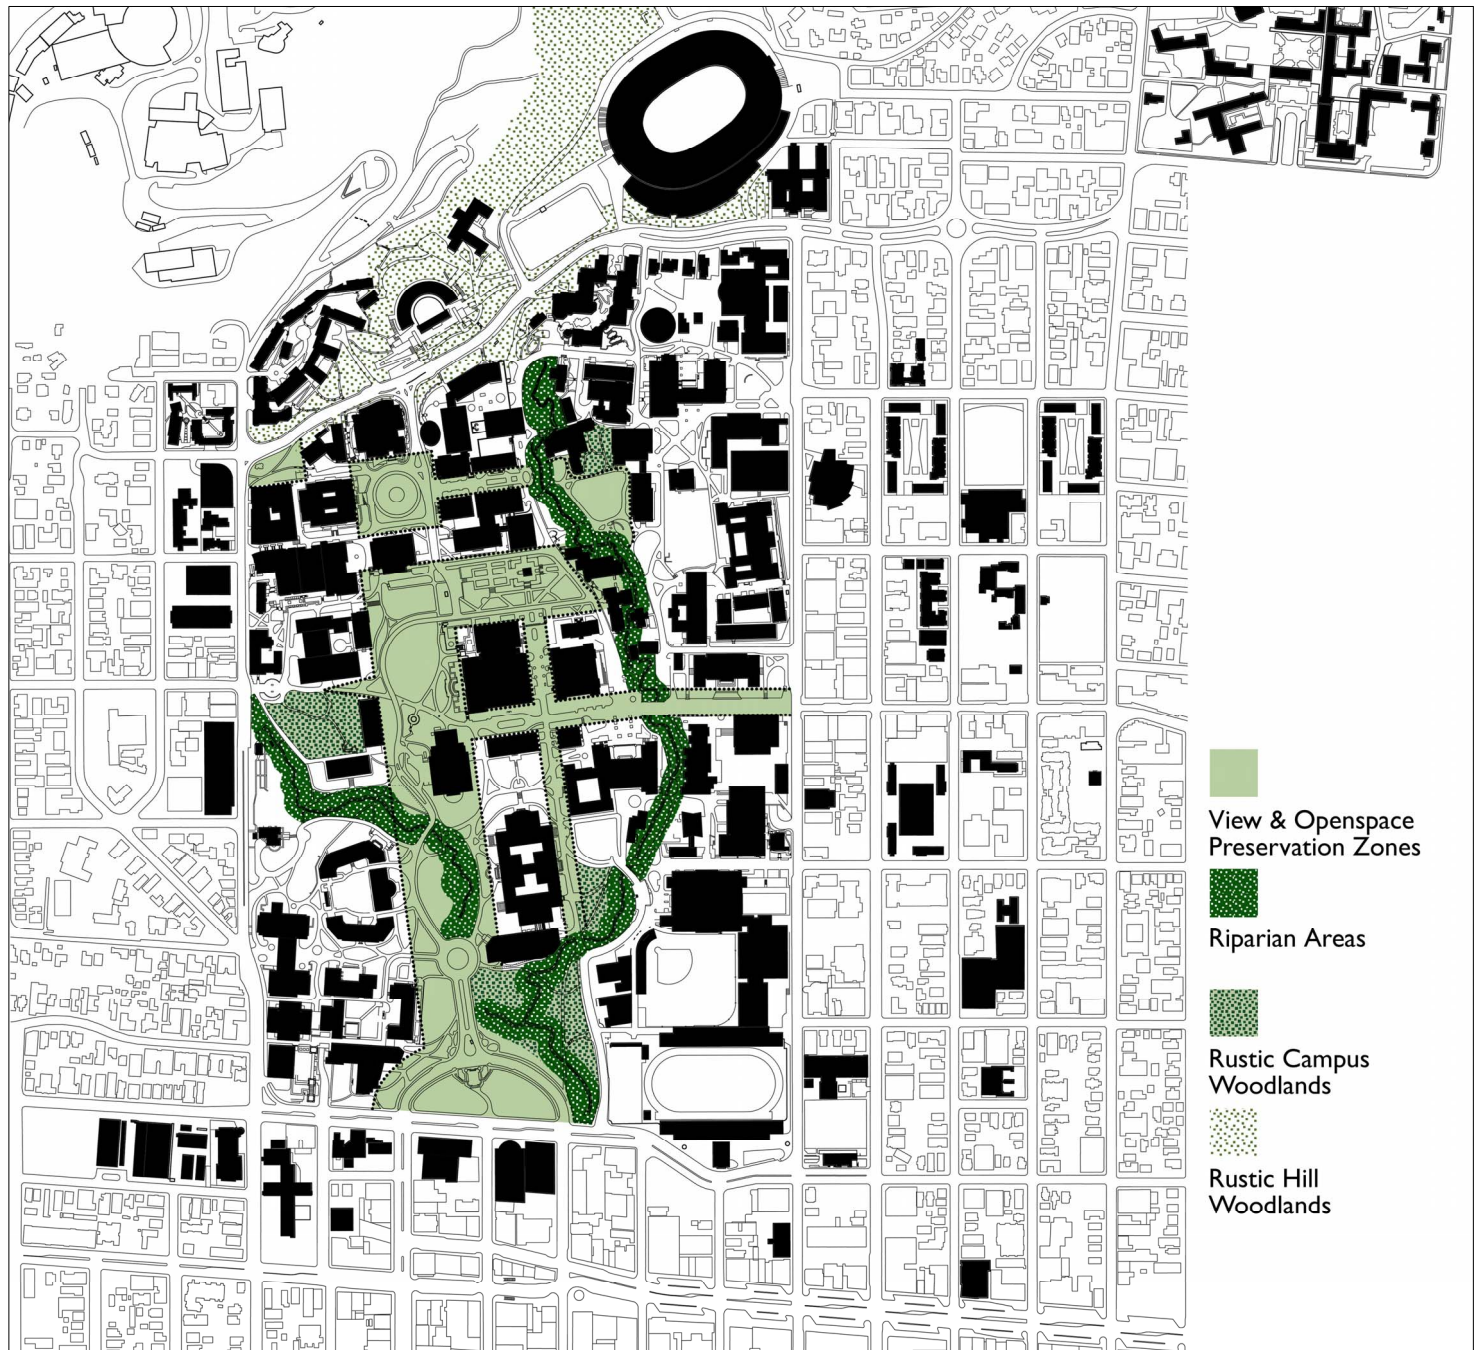 View & Openspace
Preservation Zones
Riparian Areas
Rustic Campus
Woodlands
Rustic Hill
Woodlands